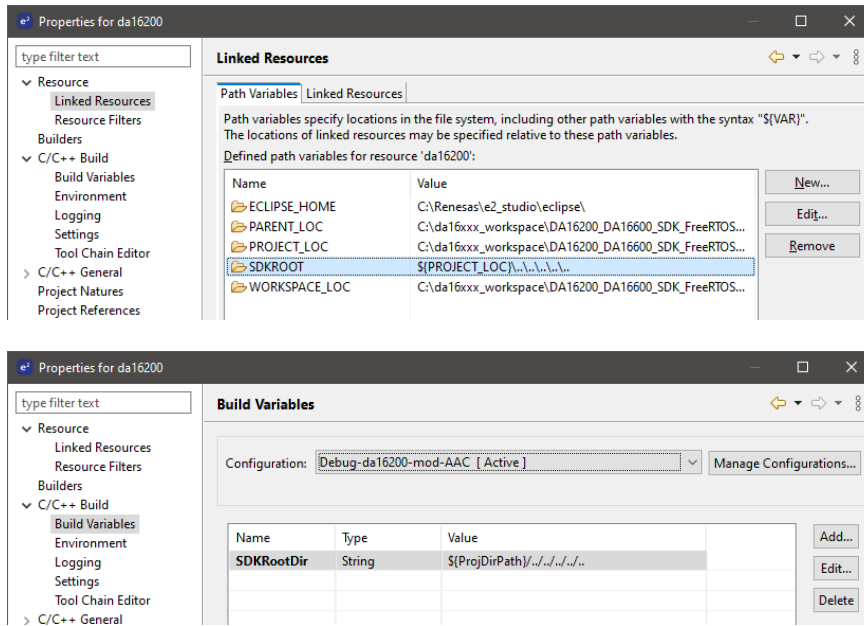 e² Properties for da16200
type filter text
Linked Resources
Resource
Linked Resources
Resource Filters
Builders
C/C++ Build
Build Variables
Environment
Logging
Settings
Tool Chain Editor
C/C++ General
Project Natures
Project References
Path Variables Linked Resources
Path variables specify locations in the file system, including other path variables with the syntax "${VAR}".
The locations of linked resources may be specified relative to these path variables.
Defined path variables for resource 'da16200':
Name Value
ECLIPSE_HOME C:\Renesas\e2_studio\eclipse\
PARENT_LOC C:\da16xxx_workspace\DA16200_DA16600_SDK_FreeRTOS...
PROJECT_LOC C:\da16xxx_workspace\DA16200_DA16600_SDK_FreeRTOS...
SDKROOT ${PROJECT_LOC}\..\..\..\..\..
WORKSPACE_LOC C:\da16xxx_workspace\DA16200_DA16600_SDK_FreeRTOS...
New...
Edit...
Remove
e² Properties for da16200
type filter text
Build Variables
Resource
Linked Resources
Resource Filters
Builders
C/C++ Build
Build Variables
Environment
Logging
Settings
Tool Chain Editor
C/C++ General
Configuration: Debug-da16200-mod-AAC [ Active ] Manage Configurations...
Name Type Value
SDKRootDir String ${ProjDirPath}/../../../../..
Add...
Edit...
Delete